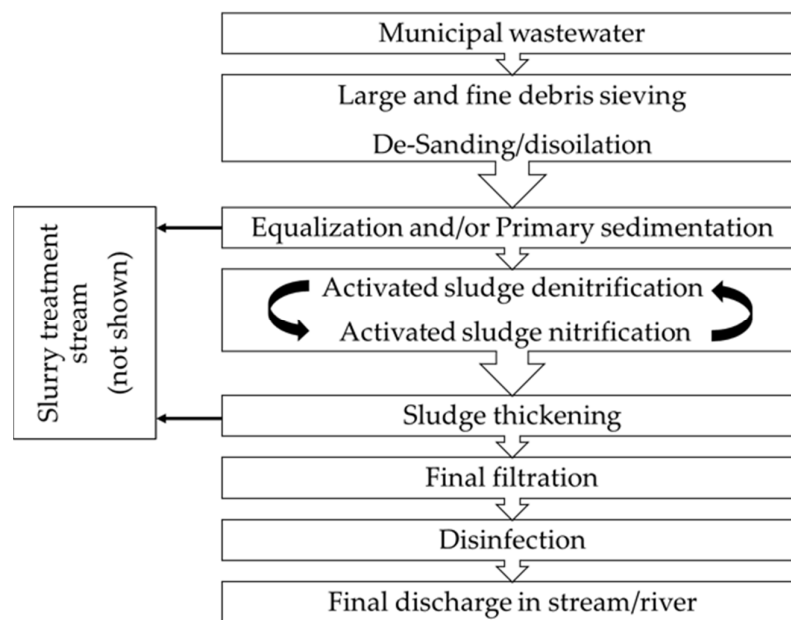 Municipal wastewater
Large and fine debris sieving
De-Sanding/disoilation
Equalization and/or Primary sedimentation
Activated sludge denitrification
Activated sludge nitrification
Slurry treatment
stream
(not shown)
Sludge thickening
Final filtration
Disinfection
Final discharge in stream/river